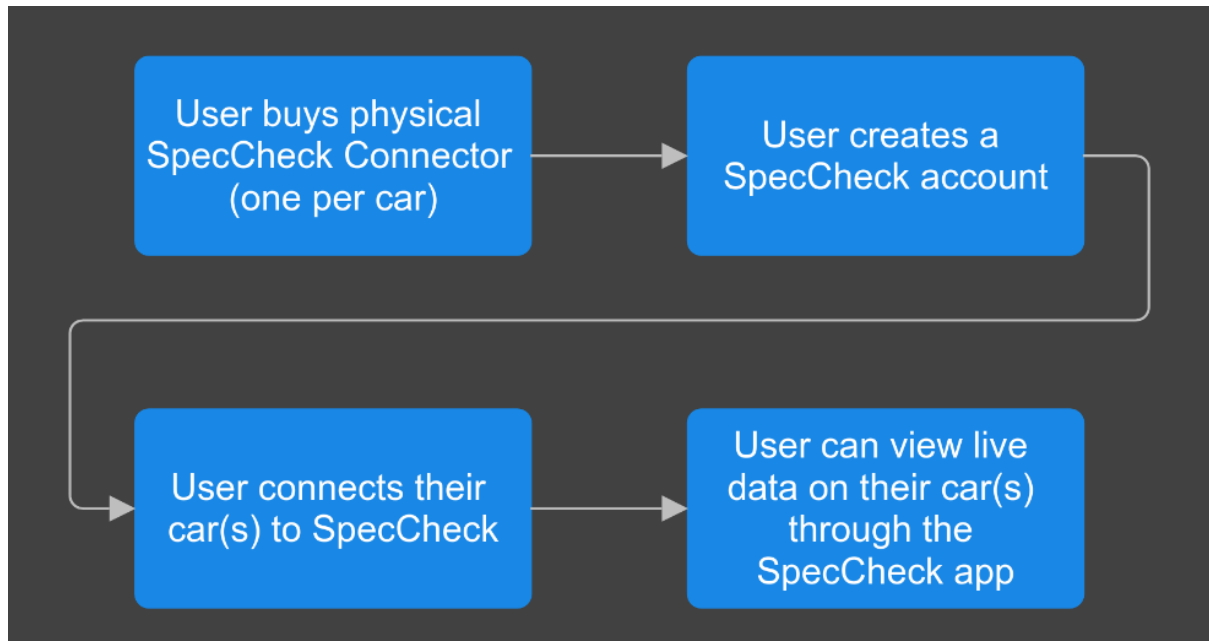 User buys physical
SpecCheck Connector
(one per car)
User creates a
SpecCheck account
User connects their
car(s) to SpecCheck
User can view live
data on their car(s)
through the
SpecCheck app